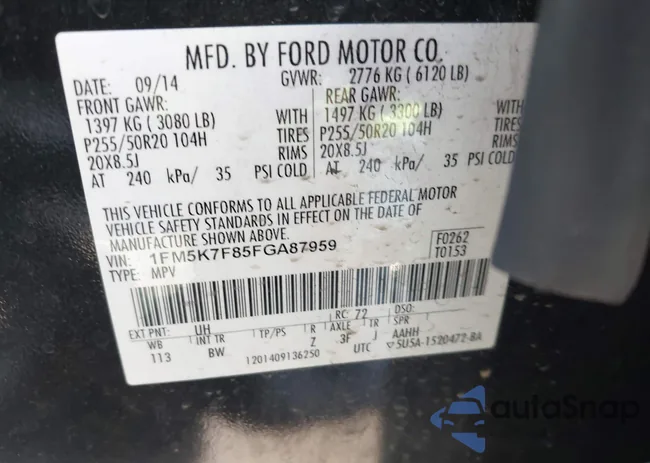 MFD. BY FORD MOTOR CO.
DATE: 09/14 GVWR: 2776 KG ( 6120 LB)
FRONT GAWR: REAR GAWR:
1397 KG ( 3080 LB) WITH 1497 KG ( 3300 LB) WITH
P255/50R20 104H TIRES P255/50R20 104H TIRES
20X8.5J RIMS 20X8.5J RIMS
AT 240 kPa/ 35 PSI COLD AT 240 kPa/ 35 PSI COLD
THIS VEHICLE CONFORMS TO ALL APPLICABLE FEDERAL MOTOR
VEHICLE SAFETY STANDARDS IN EFFECT ON THE DATE OF
MANUFACTURE SHOWN ABOVE.
VIN: 1FM5K7F85FGA87959 F0262
TYPE: MPV T0153
EXT PNT: UH RC: 72 DSO:
WB INT TR TP/PS R AXLE TR SPR AAHH
113 BW Z 3F J
1201409136250 UTC 5U5A-1520472-BA
autoSnap